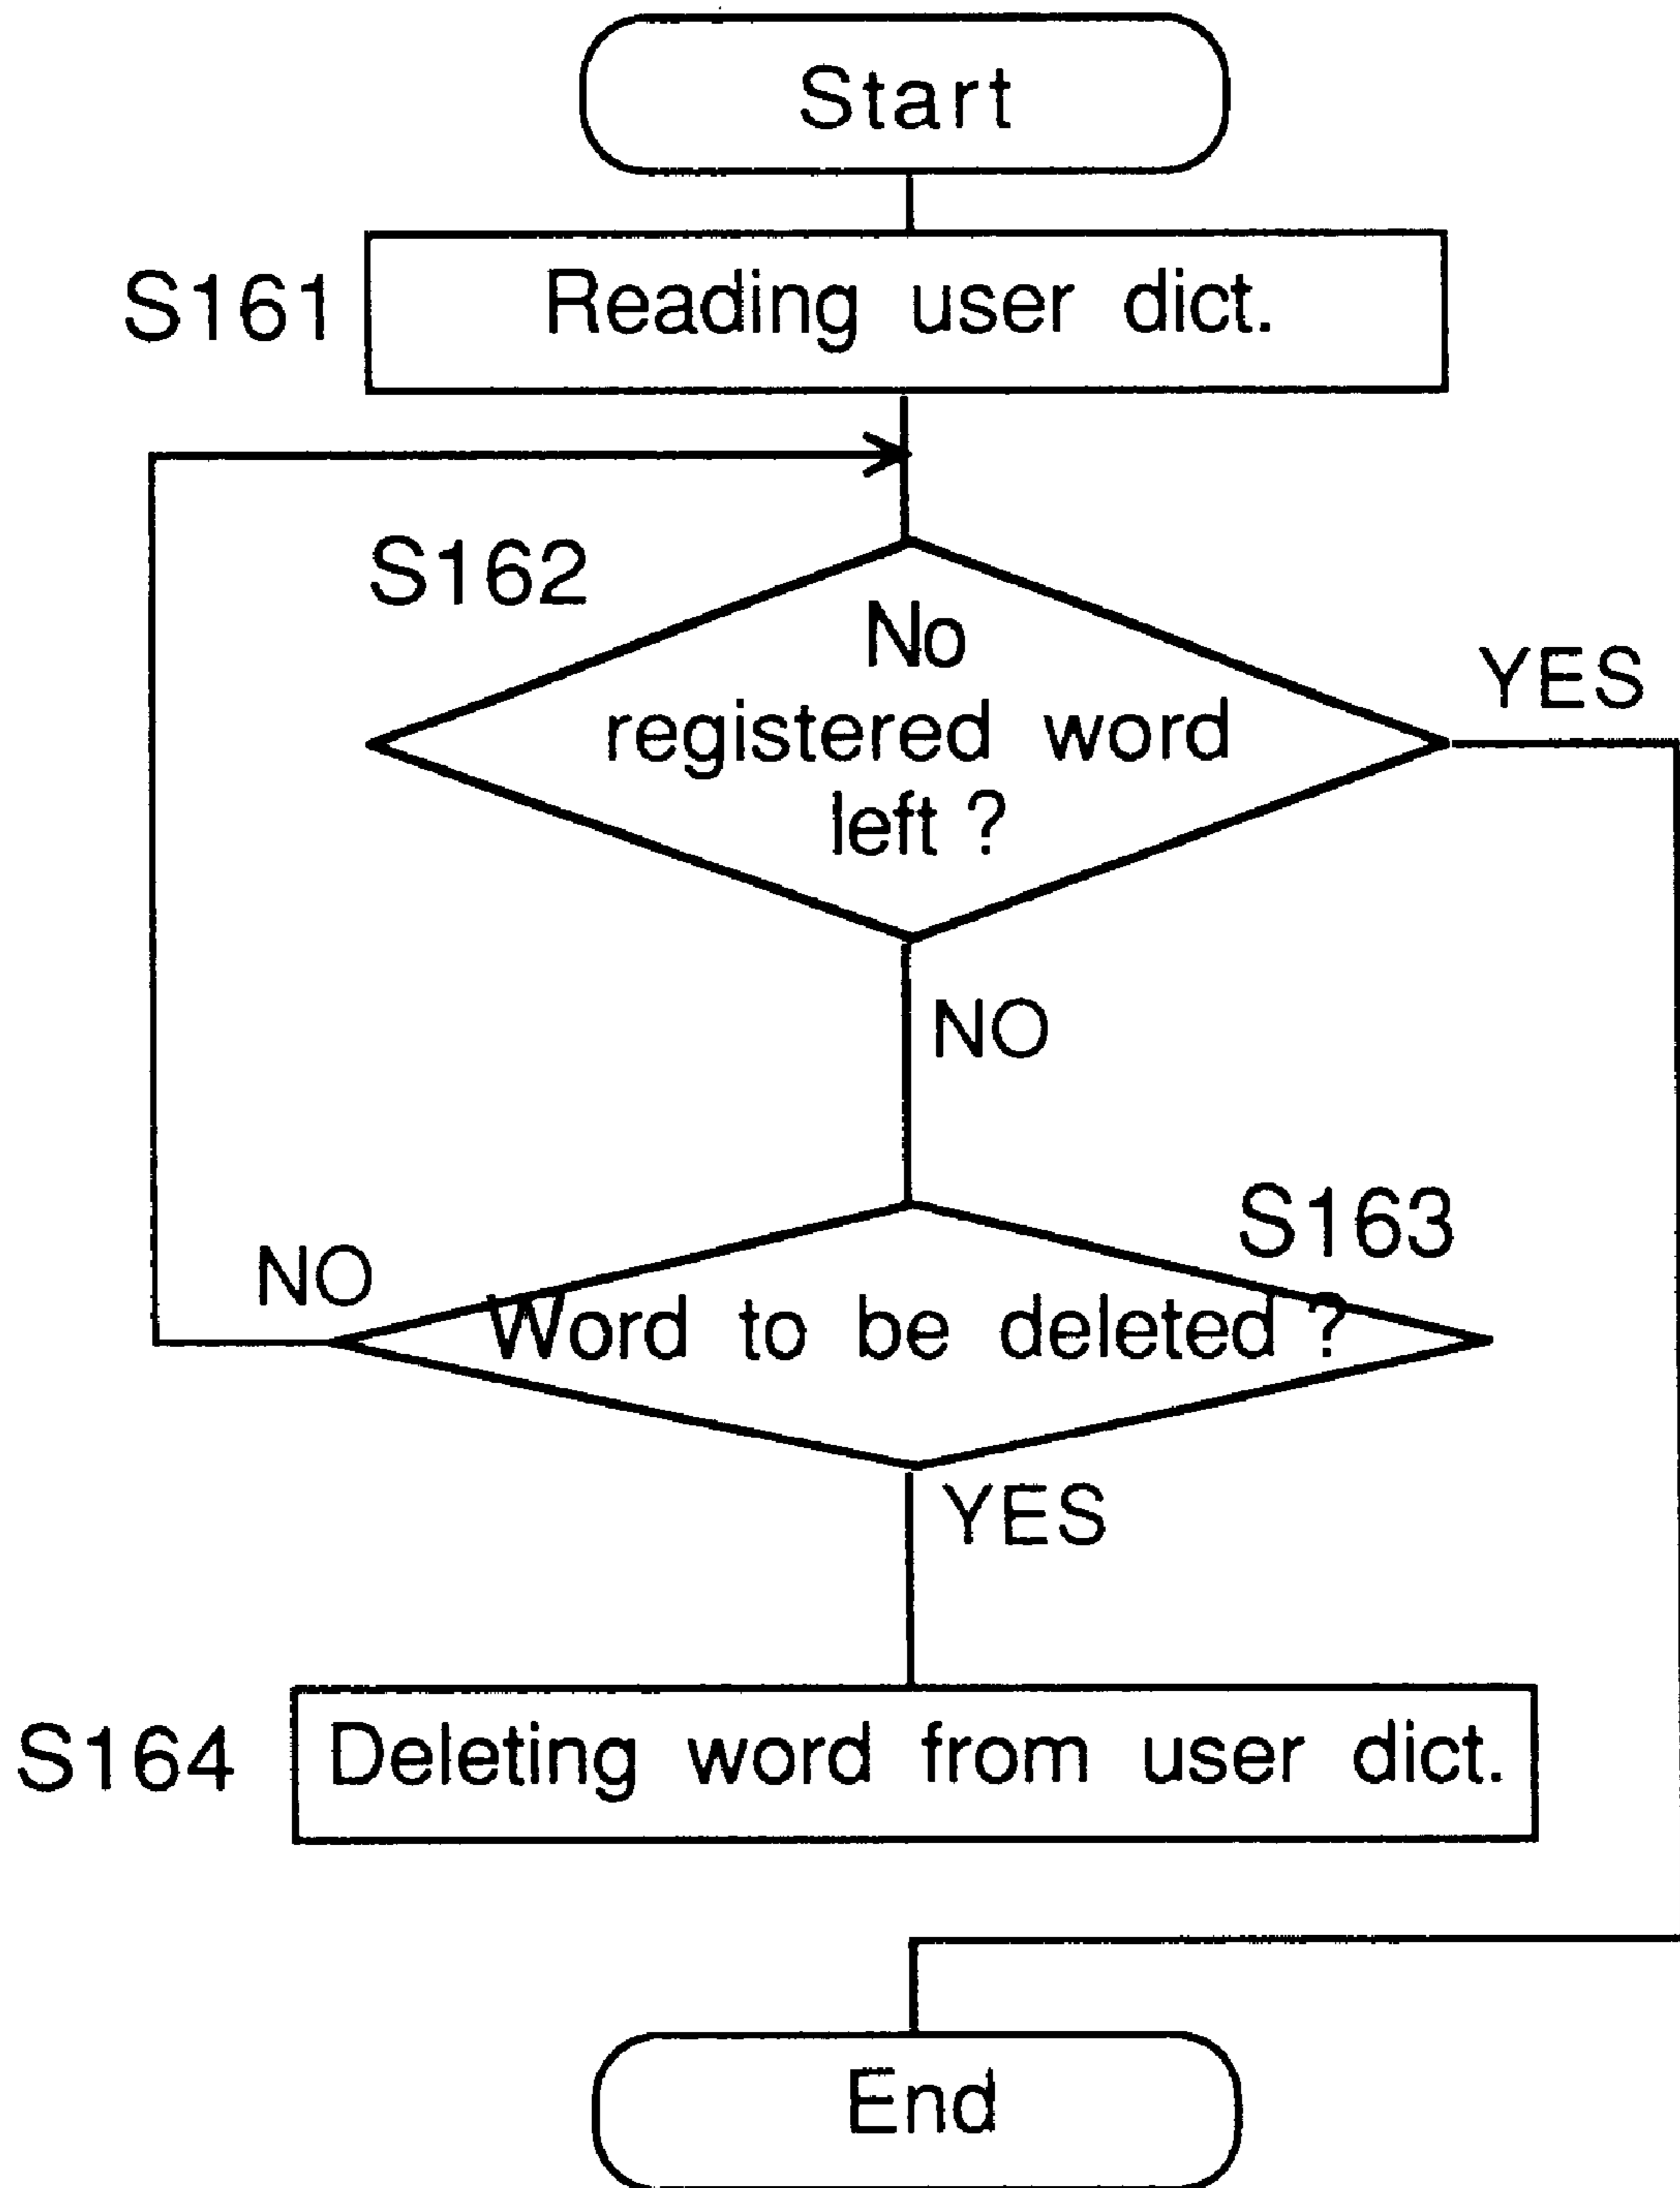 Start
S161
Reading user dict.
S162
No
registered word
left ?
YES
NO
S163
NO
Word to be deleted ?
YES
S164
Deleting word from user dict.
End